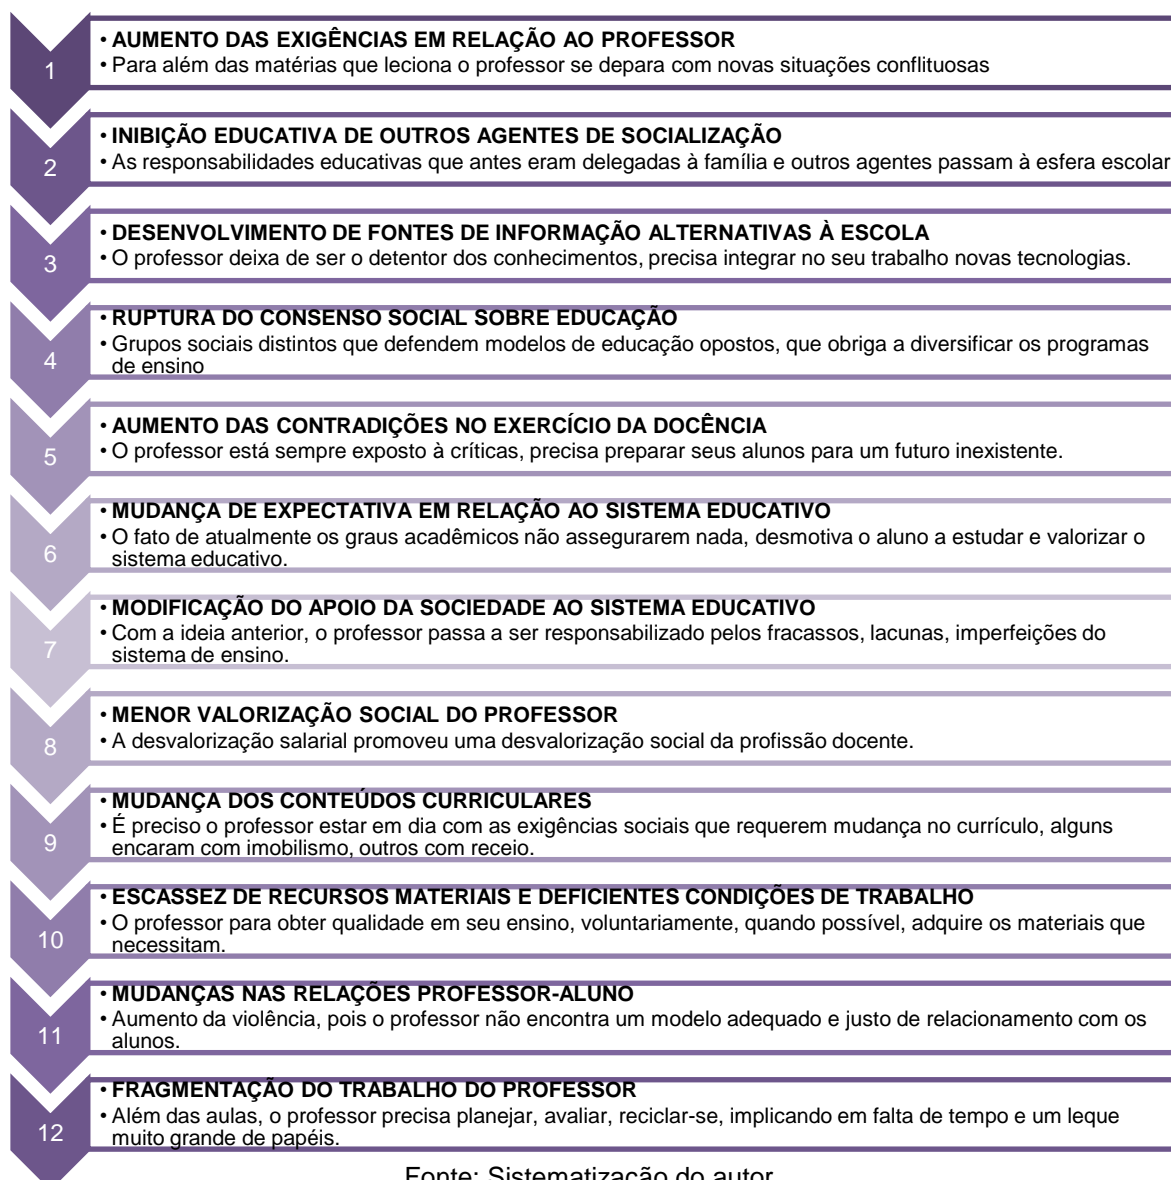 1
• AUMENTO DAS EXIGÊNCIAS EM RELAÇÃO AO PROFESSOR
• Para além das matérias que leciona o professor se depara com novas situações conflituosas
2
• INIBIÇÃO EDUCATIVA DE OUTROS AGENTES DE SOCIALIZAÇÃO
• As responsabilidades educativas que antes eram delegadas à família e outros agentes passam à esfera escolar
3
• DESENVOLVIMENTO DE FONTES DE INFORMAÇÃO ALTERNATIVAS À ESCOLA
• O professor deixa de ser o detentor dos conhecimentos, precisa integrar no seu trabalho novas tecnologias.
4
• RUPTURA DO CONSENSO SOCIAL SOBRE EDUCAÇÃO
• Grupos sociais distintos que defendem modelos de educação opostos, que obriga a diversificar os programas
de ensino
5
• AUMENTO DAS CONTRADIÇÕES NO EXERCÍCIO DA DOCÊNCIA
• O professor está sempre exposto à críticas, precisa preparar seus alunos para um futuro inexistente.
6
• MUDANÇA DE EXPECTATIVA EM RELAÇÃO AO SISTEMA EDUCATIVO
• O fato de atualmente os graus acadêmicos não assegurarem nada, desmotiva o aluno a estudar e valorizar o
sistema educativo.
7
• MODIFICAÇÃO DO APOIO DA SOCIEDADE AO SISTEMA EDUCATIVO
• Com a ideia anterior, o professor passa a ser responsabilizado pelos fracassos, lacunas, imperfeições do
sistema de ensino.
8
• MENOR VALORIZAÇÃO SOCIAL DO PROFESSOR
• A desvalorização salarial promoveu uma desvalorização social da profissão docente.
9
• MUDANÇA DOS CONTEÚDOS CURRICULARES
• É preciso o professor estar em dia com as exigências sociais que requerem mudança no currículo, alguns
encaram com imobilismo, outros com receio.
10
• ESCASSEZ DE RECURSOS MATERIAIS E DEFICIENTES CONDIÇÕES DE TRABALHO
• O professor para obter qualidade em seu ensino, voluntariamente, quando possível, adquire os materiais que
necessitam.
11
• MUDANÇAS NAS RELAÇÕES PROFESSOR-ALUNO
• Aumento da violência, pois o professor não encontra um modelo adequado e justo de relacionamento com os
alunos.
12
• FRAGMENTAÇÃO DO TRABALHO DO PROFESSOR
• Além das aulas, o professor precisa planejar, avaliar, reciclar-se, implicando em falta de tempo e um leque
muito grande de papéis.
Fonte: Sistematização do autor